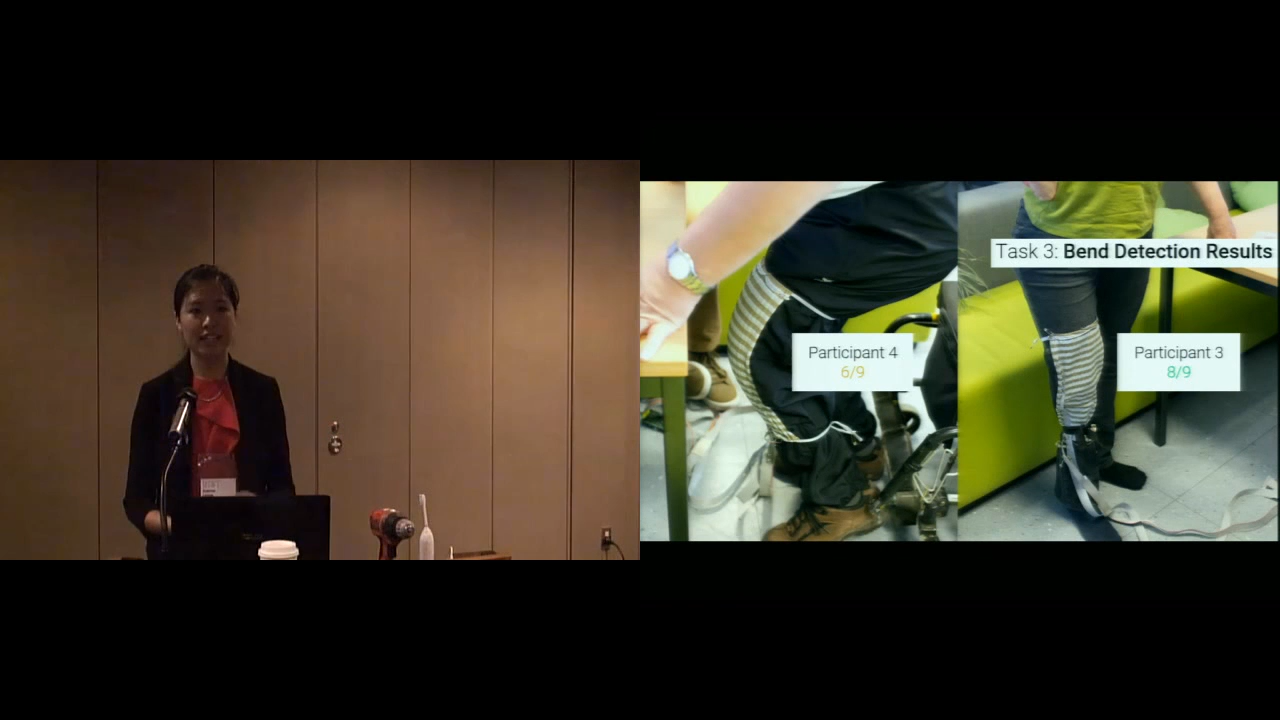 Task 3: Bend Detection Results
Participant 4
6/9
Participant 3
8/9